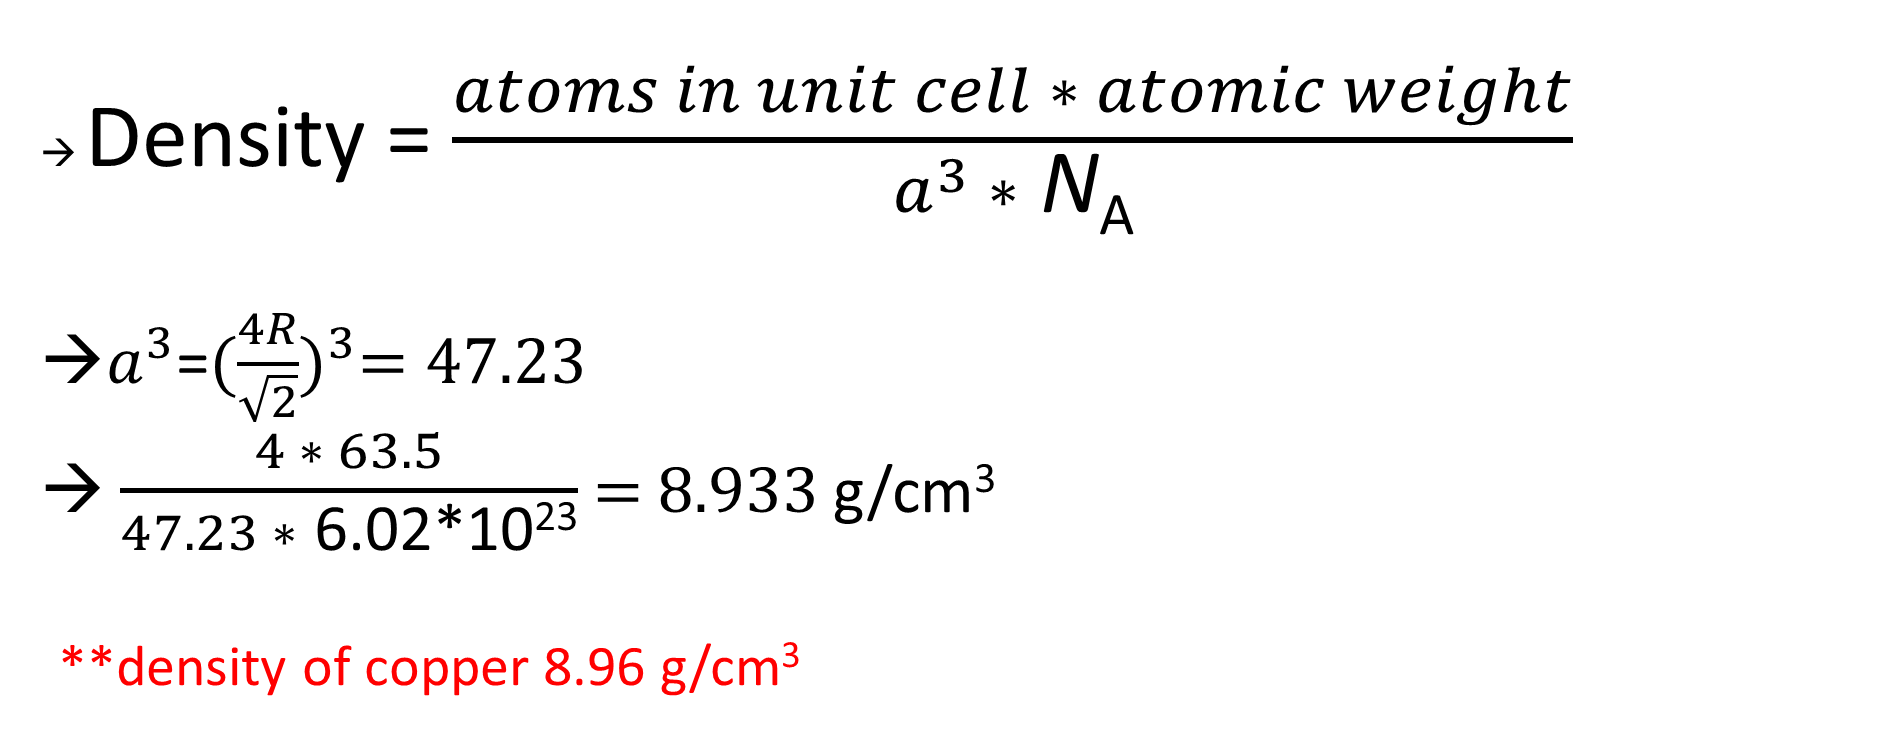 → Density = atoms in unit cell ∗ atomic weight / a³ ∗ N_A
→ a³=(4R/√2)³= 47.23
→ 4 ∗ 63.5 / 47.23 ∗ 6.02*10²³ = 8.933 g/cm³
**density of copper 8.96 g/cm³